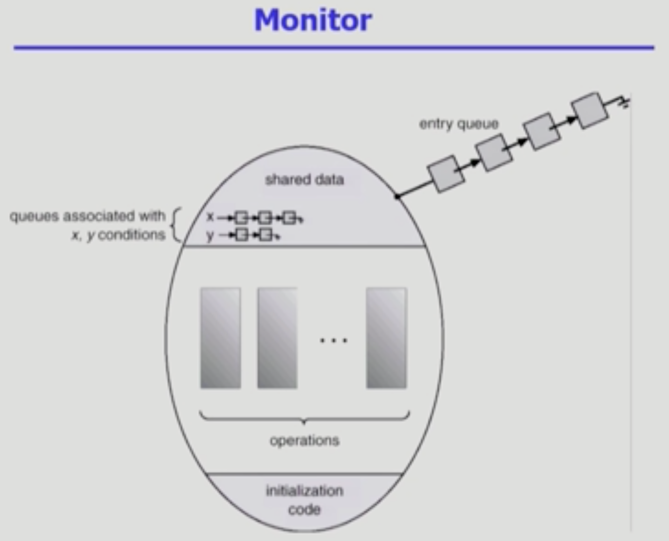 Monitor
entry queue
shared data
queues associated with
x, y conditions
x
y
...
operations
initialization
code